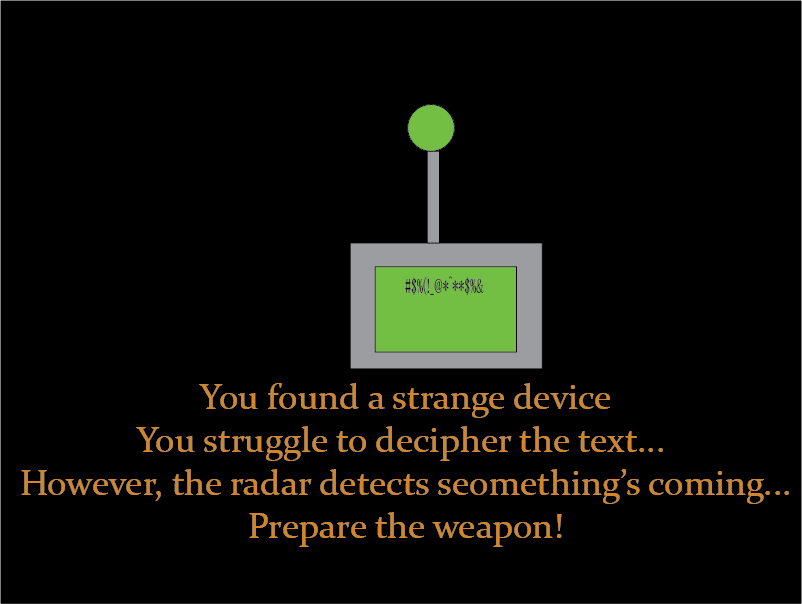 #$%(!_@*^**$%&
You found a strange device
You struggle to decipher the text...
However, the radar detects seomething’s coming...
Prepare the weapon!